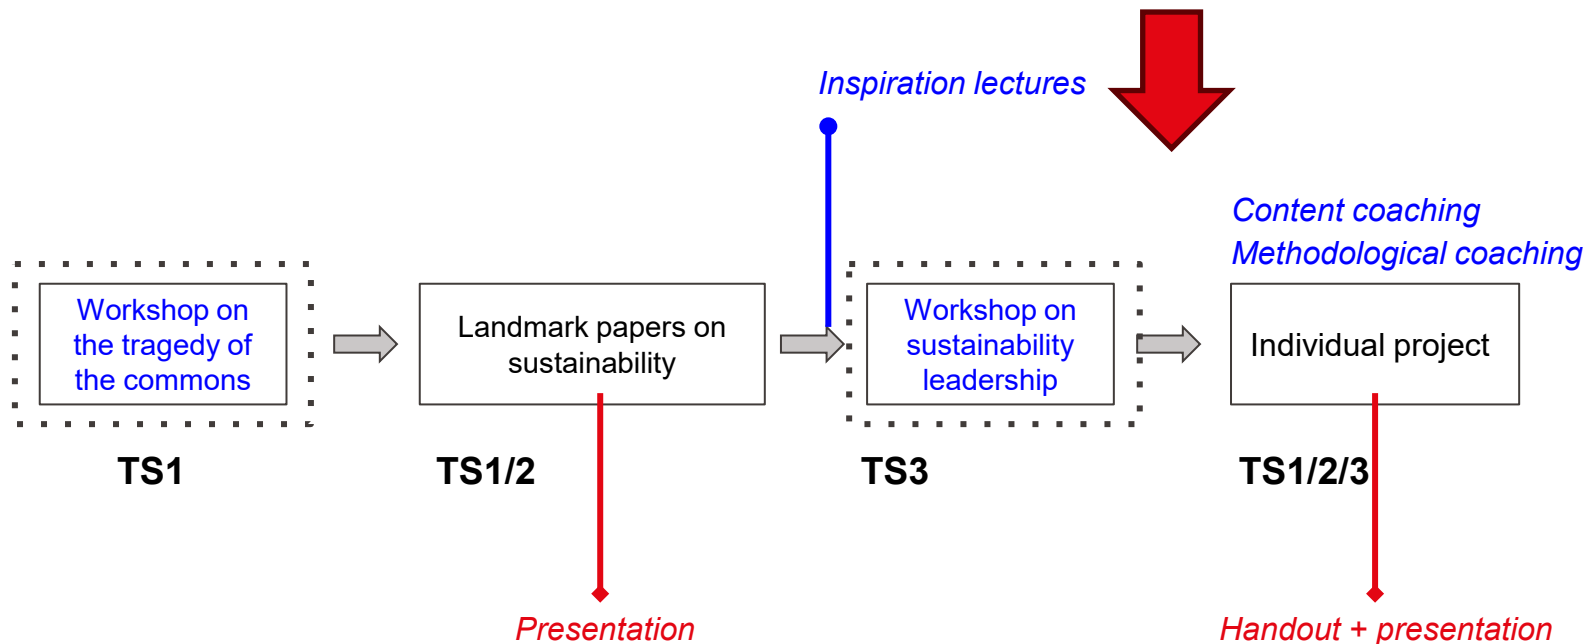 Inspiration lectures
Content coaching
Methodological coaching
Workshop on
the tragedy of
the commons
Landmark papers on
sustainability
Workshop on
sustainability
leadership
Individual project
TS1
TS1/2
TS3
TS1/2/3
Presentation
Handout + presentation